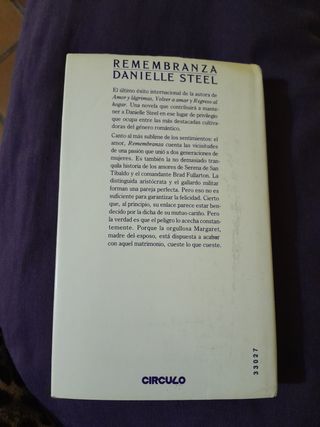 REMEMBRANZA
DANIELLE STEEL
El último éxito internacional de la autora de
Amor y lágrimas, Volver a amar y Regreso al
hogar. Una novela que contribuirá a mante-
ner a Danielle Steel en ese lugar de privilegio
que ocupa entre las más destacadas cultiva-
doras del género romántico.
Canto al más sublime de los sentimientos: el
amor, Remembranza cuenta las vicisitudes
de una pasión que unió a dos generaciones de
mujeres. Es también la no demasiado tran-
quila historia de los amores de Serena de San
Tibaldo y el comandante Brad Fullarton. La
distinguida aristócrata y el gallardo militar
forman una pareja perfecta. Pero eso no es
suficiente para garantizar la felicidad. Cierto
que, al principio, su enlace parece estar ben-
decido por la dicha de su mutuo cariño. Pero
la verdad es que el peligro lo acecha constan-
temente. Porque la orgullosa Margaret,
madre del esposo, está dispuesta a acabar
con aquel matrimonio, cueste lo que cueste.
33027
CIRCULO